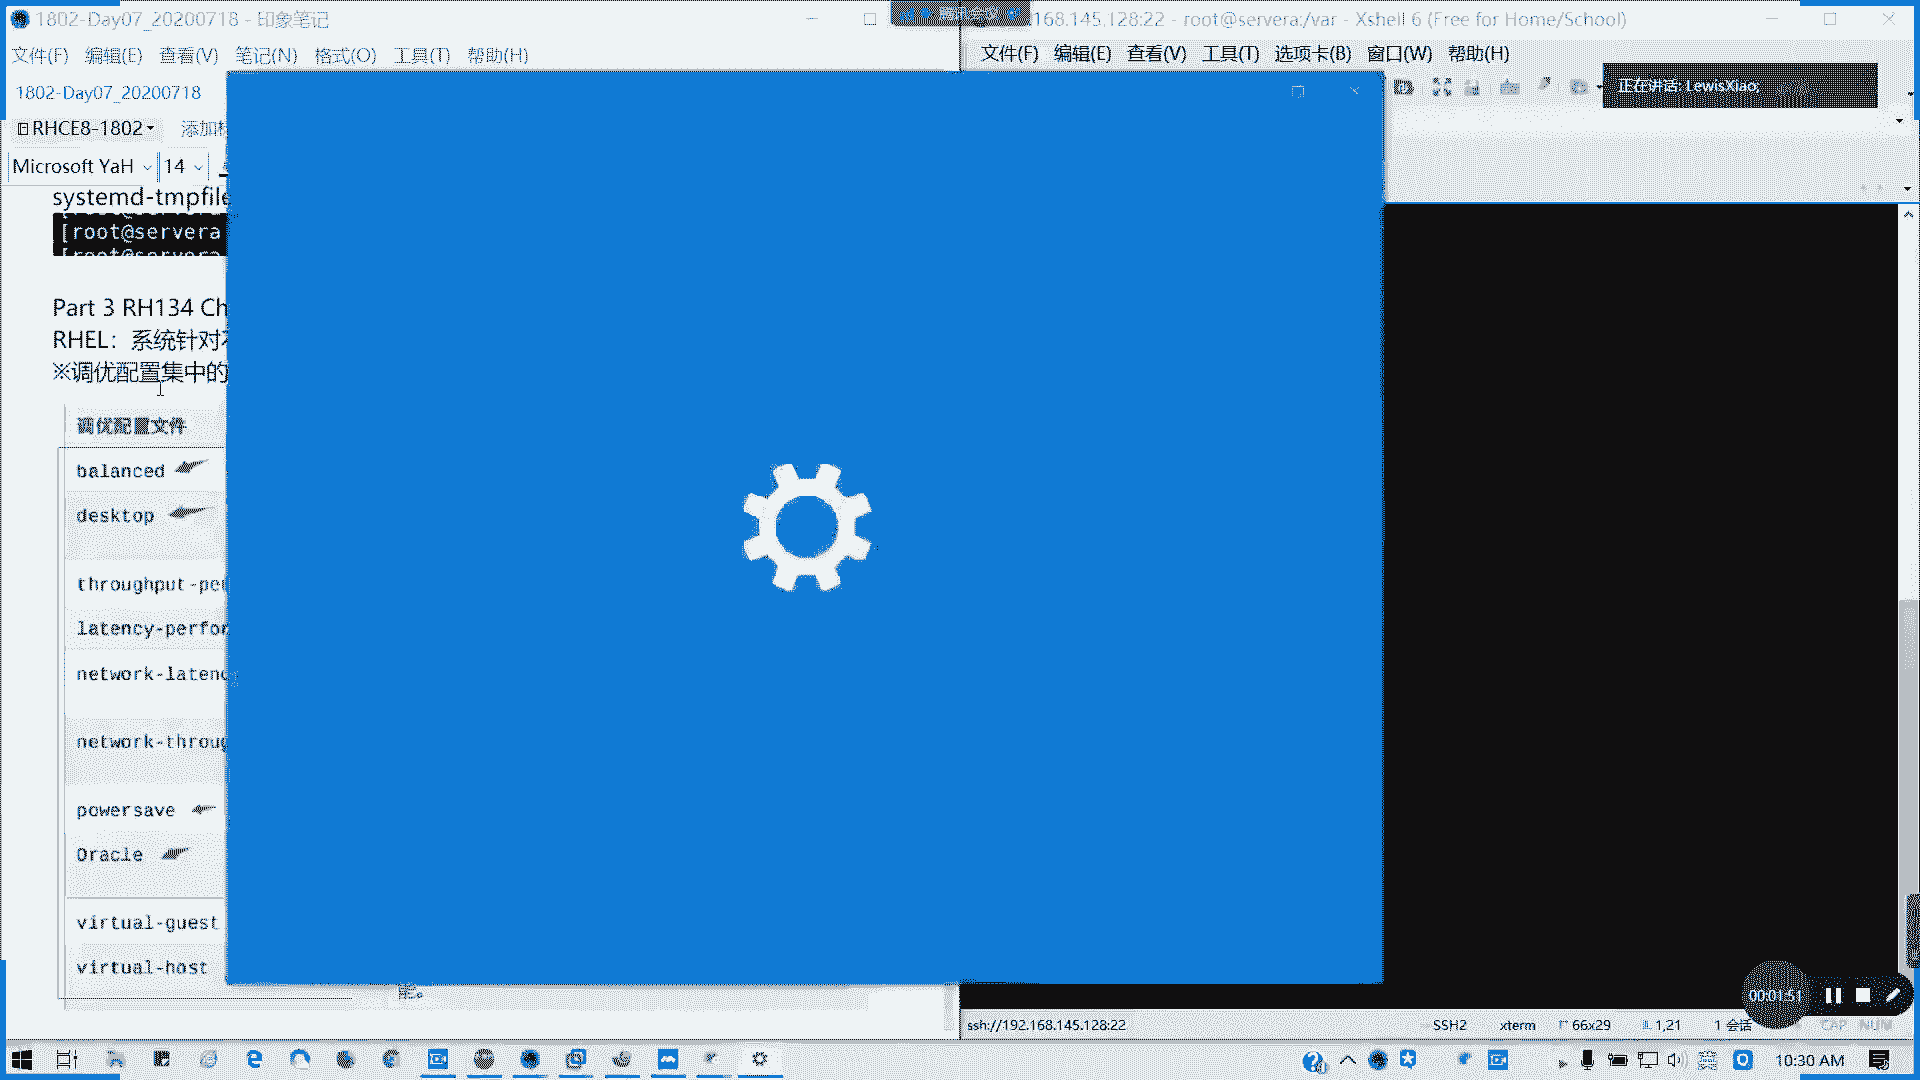 1802-Day07_20200718 - 印象笔记
文件(F) 编辑(E) 查看(V) 笔记(N) 格式(O) 工具(T) 帮助(H)
1802-Day07_20200718
RHCE8-1802 添加
Microsoft YaH 14
systemd-tmpfile
[root@servera
[root@servera
Part 3 RH134 Ch
RHEL：系统针对
※调优配置集中的
调优配置文件
balanced
desktop
throughput-pe
latency-perfor
network-latenc
network-throug
powersave
Oracle
virtual-guest
virtual-host
能。
168.145.128:22 - root@servera:/var - Xshell 6 (Free for Home/School)
文件(F) 编辑(E) 查看(V) 工具(T) 选项卡(B) 窗口(W) 帮助(H)
正在讲话: LewisXiao;
00:01:51
ssh://192.168.145.128:22 SSH2 xterm 66x29 1,21 1 会话 CAP NUM
英 10:30 AM